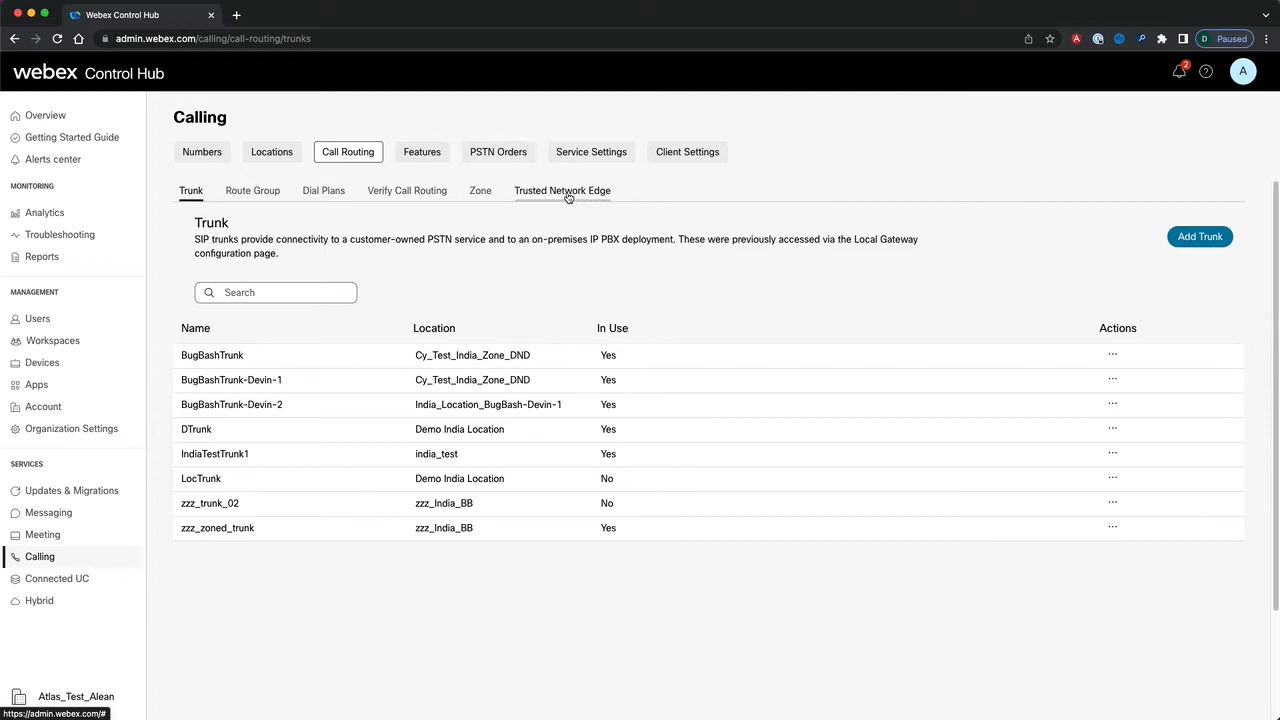 Webex Control Hub
admin.webex.com/calling/call-routing/trunks
D Paused
webex Control Hub
2
A
Overview
Getting Started Guide
Alerts center
MONITORING
Analytics
Troubleshooting
Reports
MANAGEMENT
Users
Workspaces
Devices
Apps
Account
Organization Settings
SERVICES
Updates & Migrations
Messaging
Meeting
Calling
Connected UC
Hybrid
Atlas_Test_Alean
https://admin.webex.com/#
Calling
Numbers Locations Call Routing Features PSTN Orders Service Settings Client Settings
Trunk Route Group Dial Plans Verify Call Routing Zone Trusted Network Edge
Trunk
SIP trunks provide connectivity to a customer-owned PSTN service and to an on-premises IP PBX deployment. These were previously accessed via the Local Gateway
configuration page.
Add Trunk
Search
Name Location In Use Actions
BugBashTrunk Cy_Test_India_Zone_DND Yes ...
BugBashTrunk-Devin-1 Cy_Test_India_Zone_DND Yes ...
BugBashTrunk-Devin-2 India_Location_BugBash-Devin-1 Yes ...
DTrunk Demo India Location Yes ...
IndiaTestTrunk1 india_test Yes ...
LocTrunk Demo India Location No ...
zzz_trunk_02 zzz_India_BB No ...
zzz_zoned_trunk zzz_India_BB Yes ...